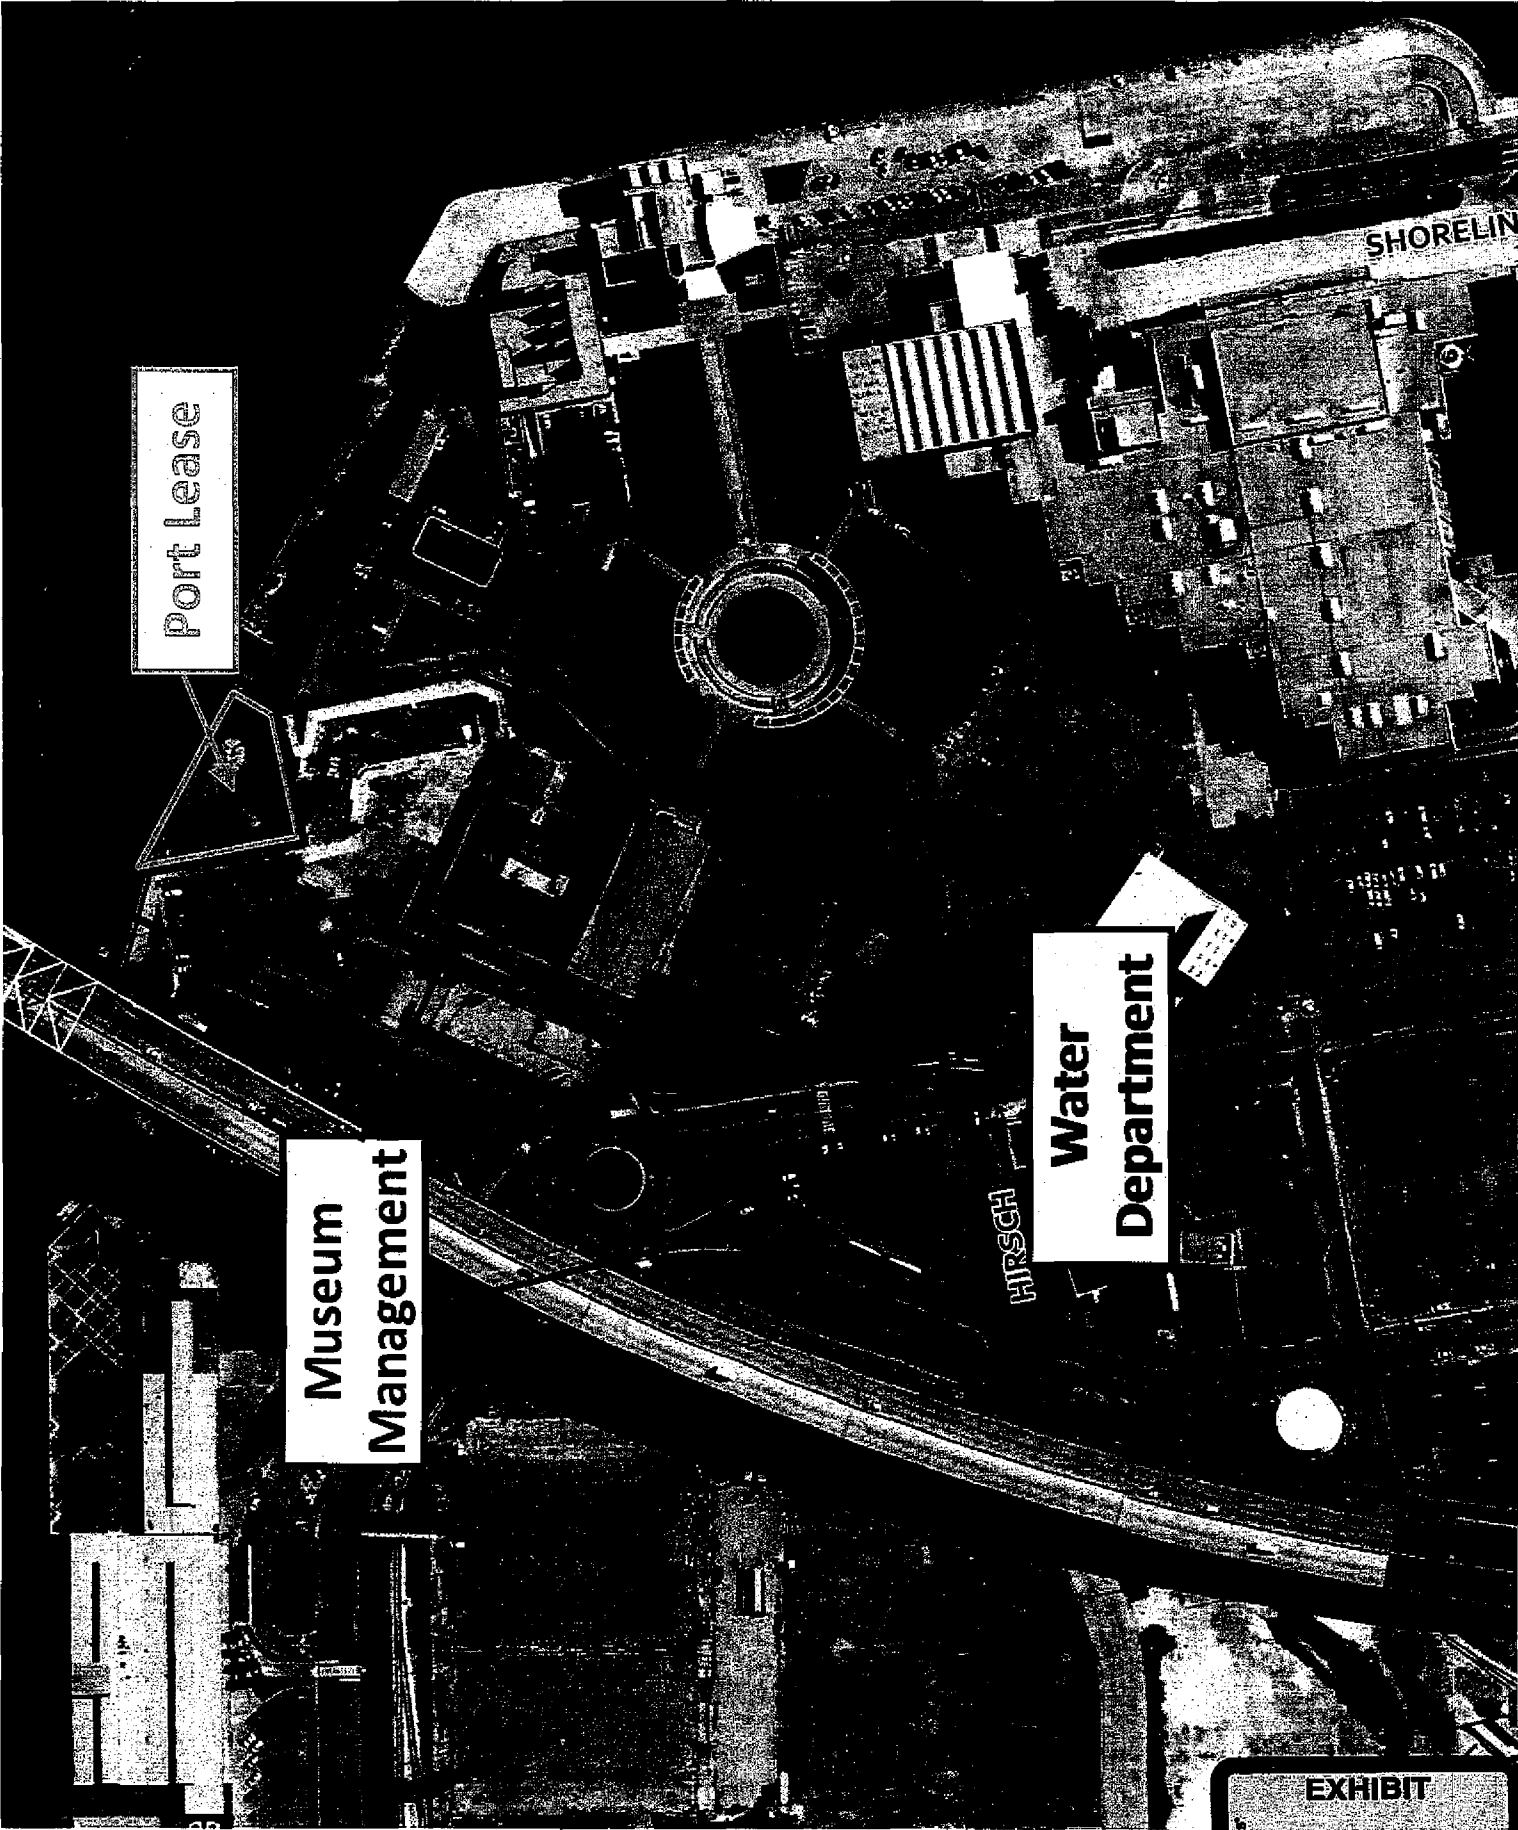 SHORELIN
Port Lease
Water
Department
HIRSCH
Museum
Management
EXHIBIT